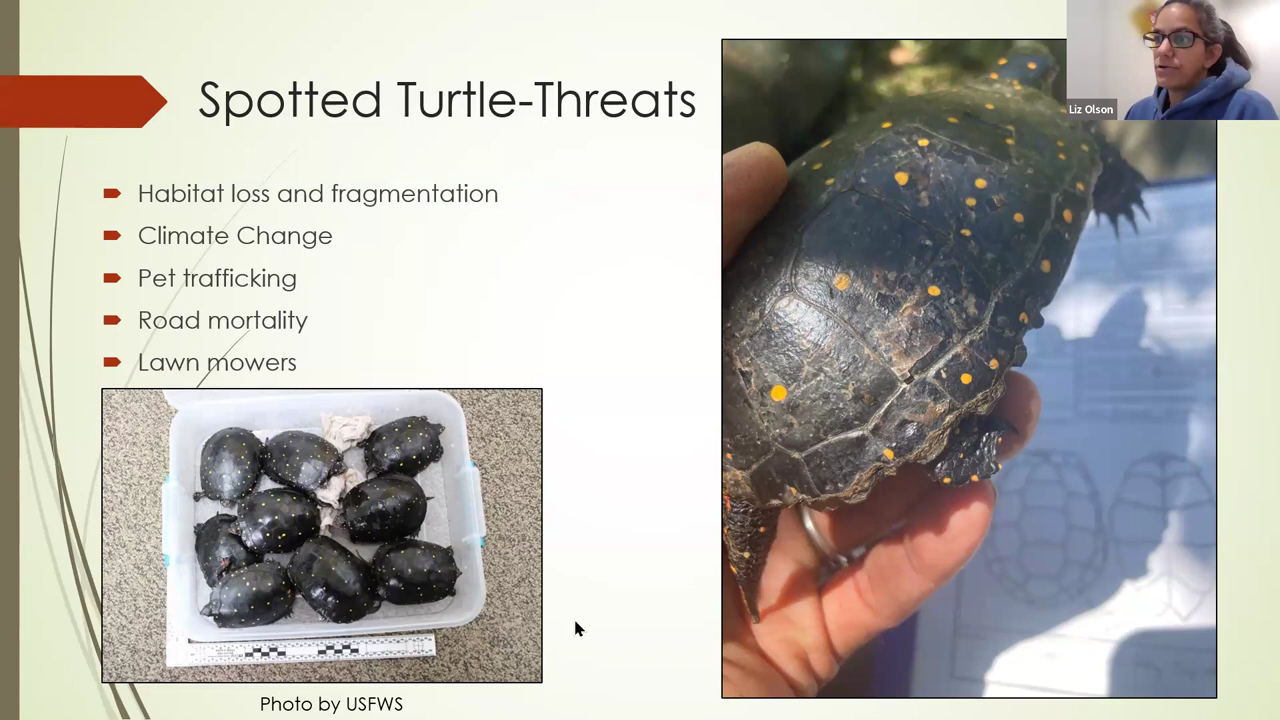 Spotted Turtle-Threats
Habitat loss and fragmentation
Climate Change
Pet trafficking
Road mortality
Lawn mowers
Photo by USFWS
Liz Olson